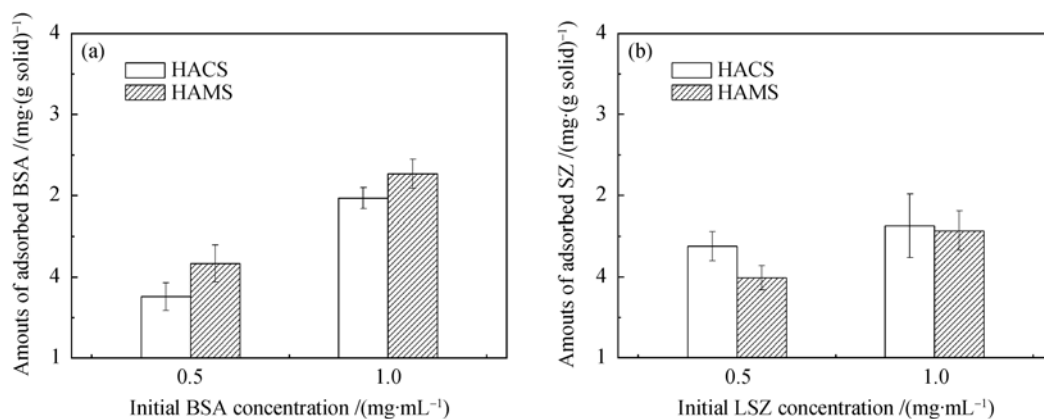 (a)
HACS
HAMS
4
3
2
4
1
0.5
1.0
Amouts of adsorbed BSA /(mg·(g solid)⁻¹)
Initial BSA concentration /(mg·mL⁻¹)
(b)
HACS
HAMS
4
3
2
4
1
0.5
1.0
Amouts of adsorbed SZ /(mg·(g solid)⁻¹)
Initial LSZ concentration /(mg·mL⁻¹)